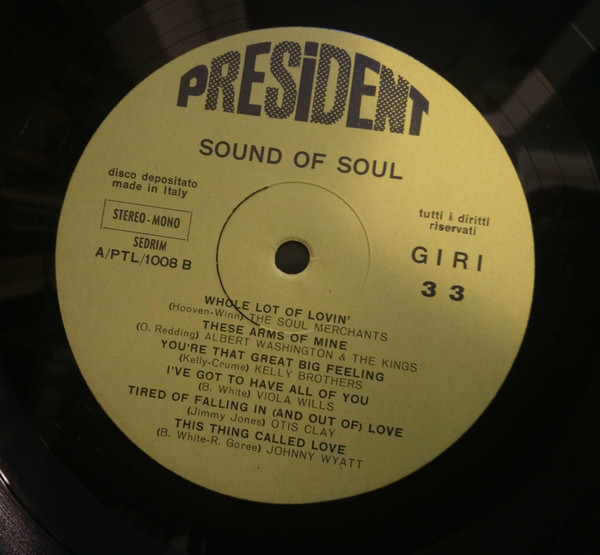 PRESiDENT
SOUND OF SOUL
disco depositato
made in Italy
STEREO-MONO
SEDRIM
A/PTL/1008 B
tutti i diritti
riservati
GIRI
33
WHOLE LOT OF LOVIN'
(Hooven-Winn) THE SOUL MERCHANTS
THESE ARMS OF MINE
(O. Redding) ALBERT WASHINGTON & THE KINGS
YOU'RE THAT GREAT BIG FEELING
(Kelly-Crume) KELLY BROTHERS
I'VE GOT TO HAVE ALL OF YOU
(B. White) VIOLA WILLS
TIRED OF FALLING IN (AND OUT OF) LOVE
(Jimmy Jones) OTIS CLAY
THIS THING CALLED LOVE
(B. White-R. Goree) JOHNNY WYATT